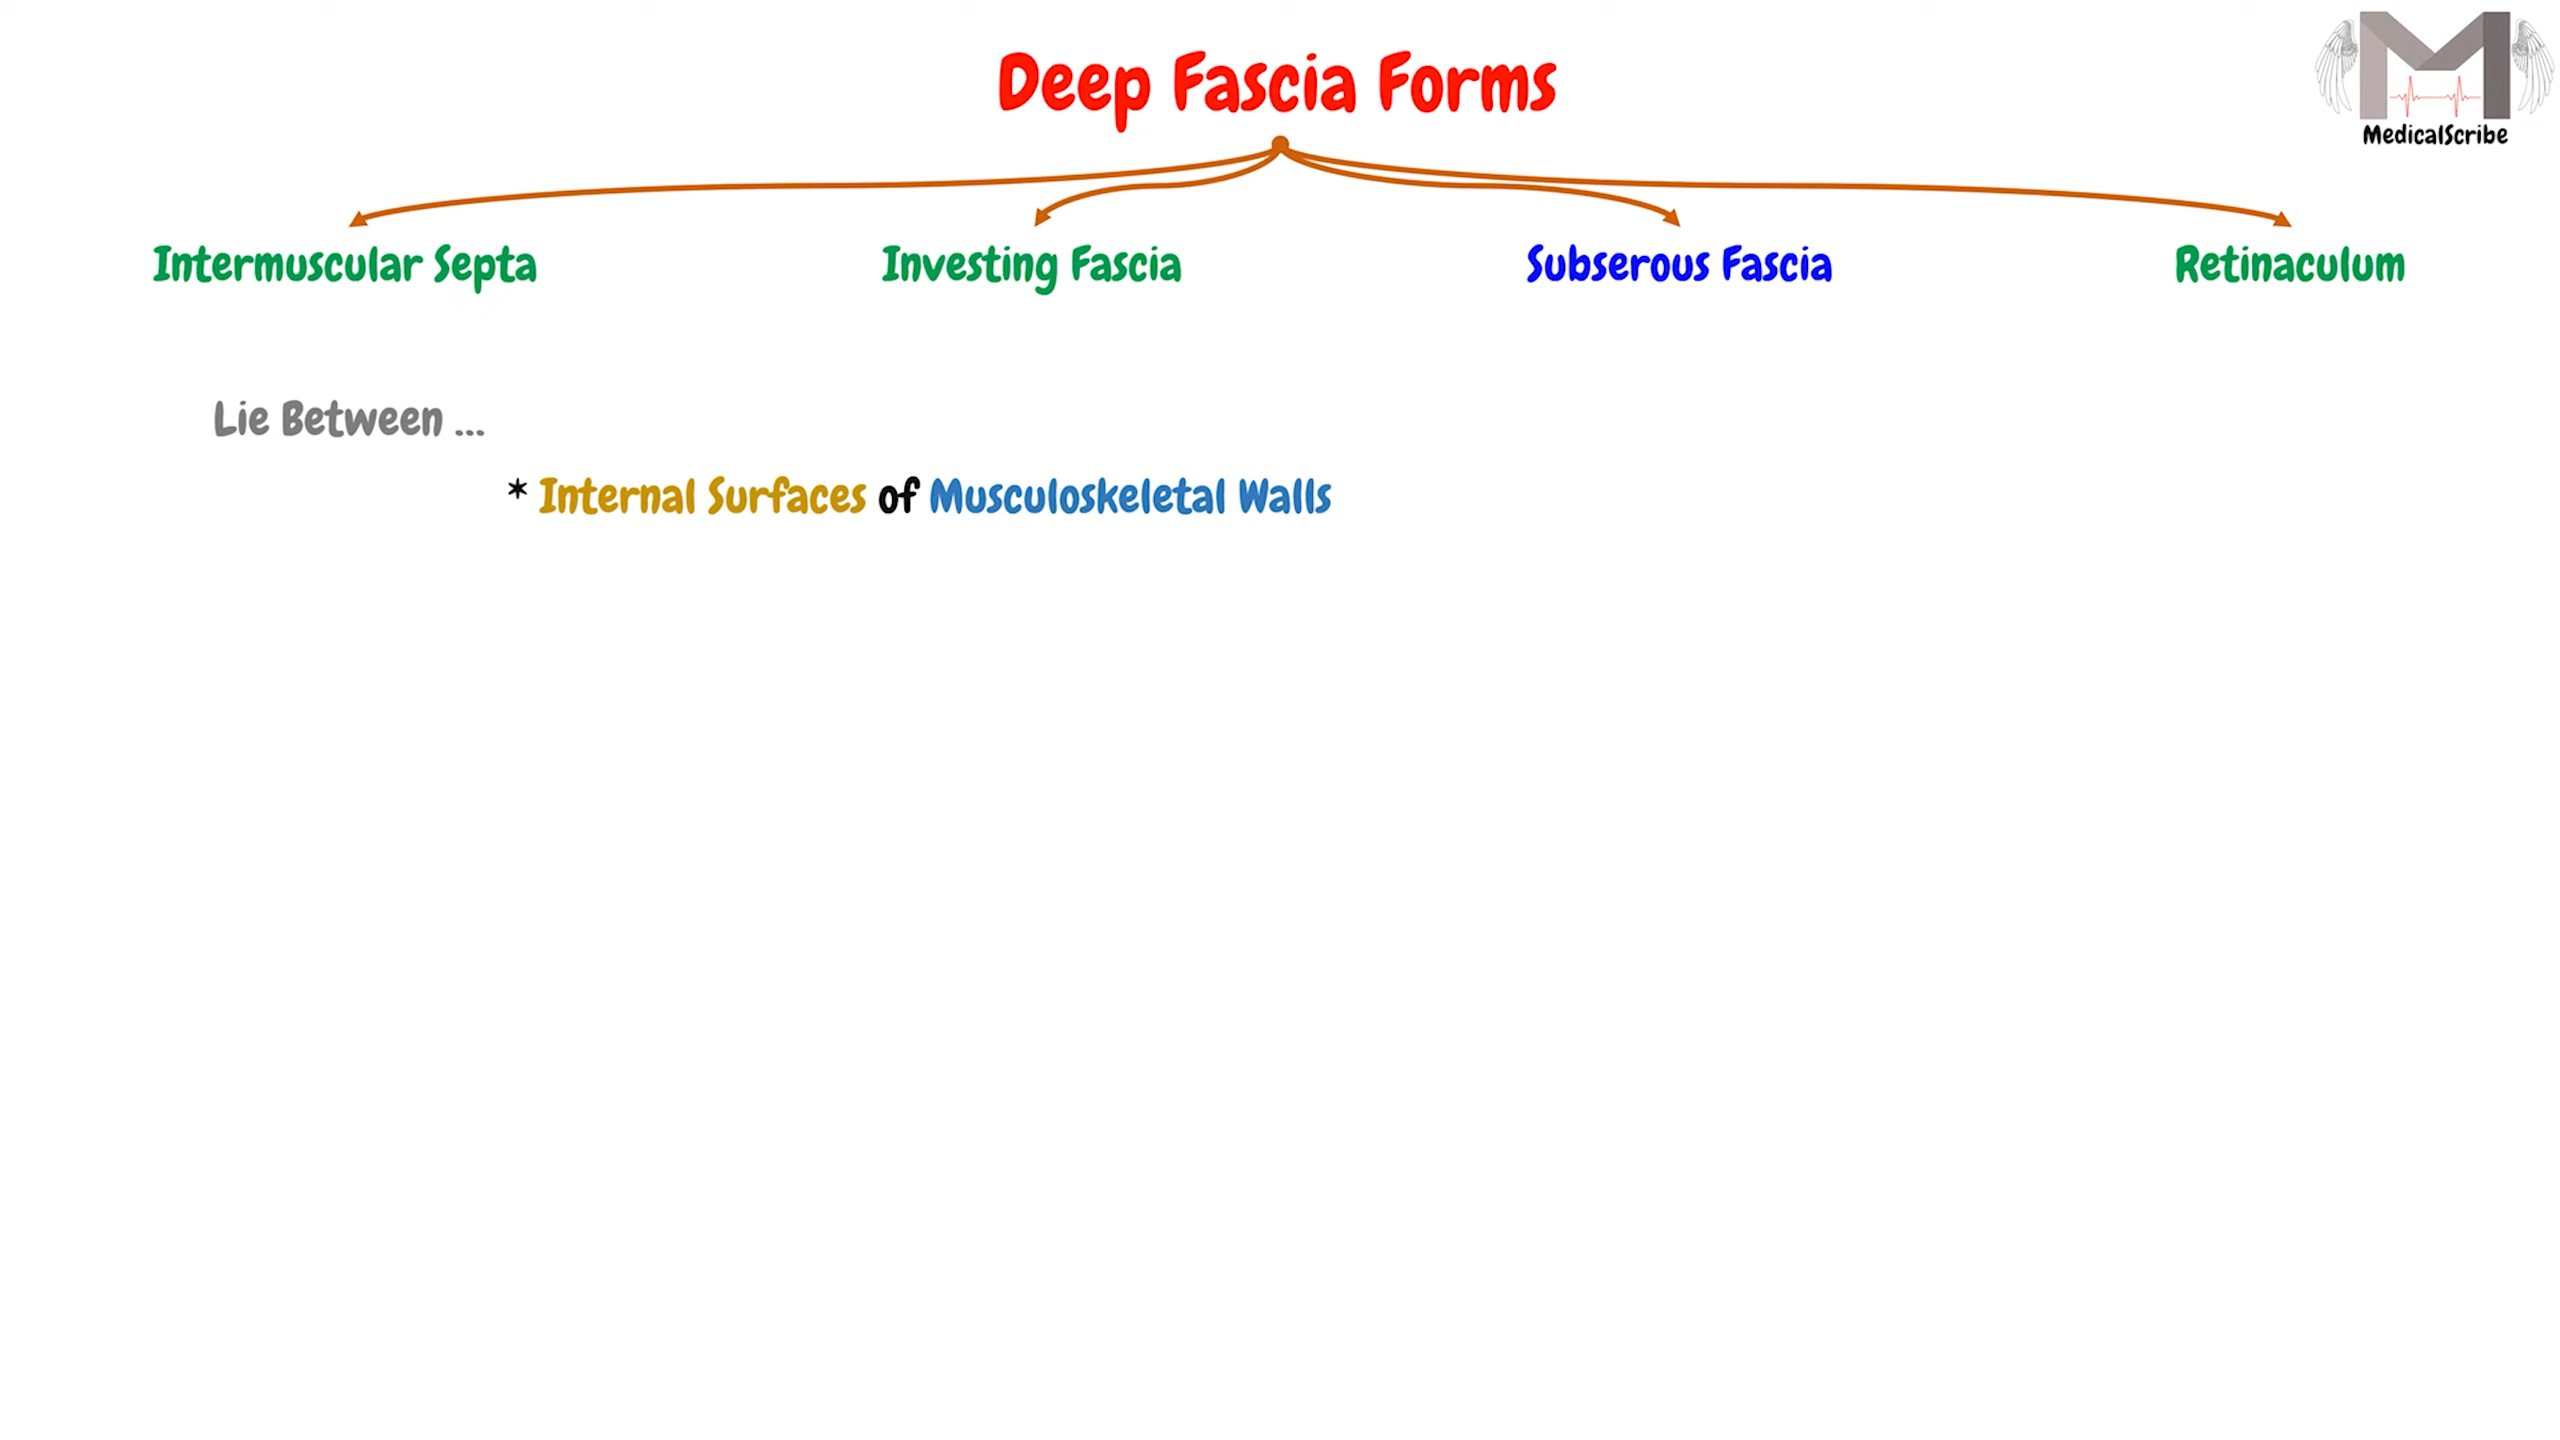 Deep Fascia Forms
MedicalScribe
Intermuscular Septa
Investing Fascia
Subserous Fascia
Retinaculum
Lie Between ...
* Internal Surfaces of Musculoskeletal Walls